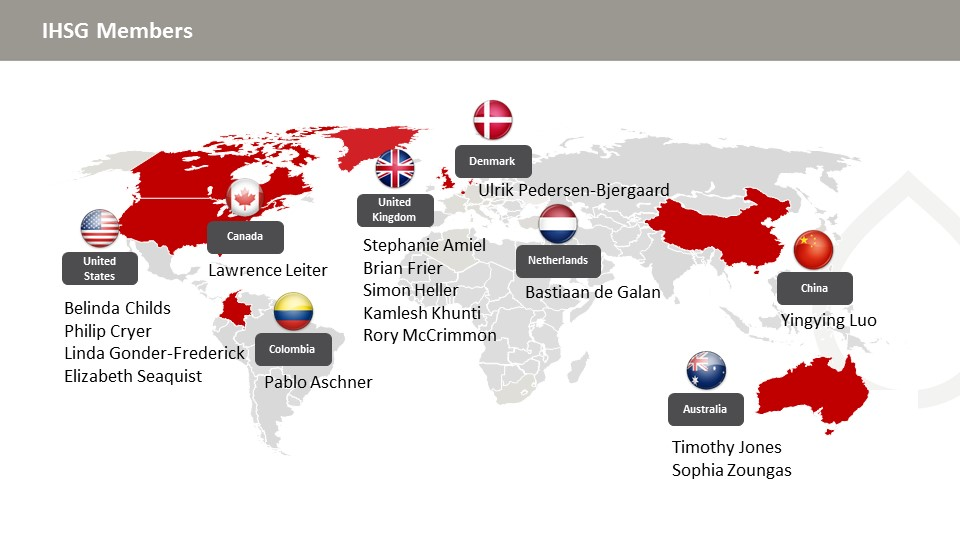 IHSG Members
Denmark
Ulrik Pedersen-Bjergaard
United
Kingdom
Stephanie Amiel
Brian Frier
Simon Heller
Kamlesh Khunti
Rory McCrimmon
Netherlands
Bastiaan de Galan
Canada
Lawrence Leiter
United
States
Belinda Childs
Philip Cryer
Linda Gonder-Frederick
Elizabeth Seaquist
Colombia
Pablo Aschner
China
Yingying Luo
Australia
Timothy Jones
Sophia Zoungas